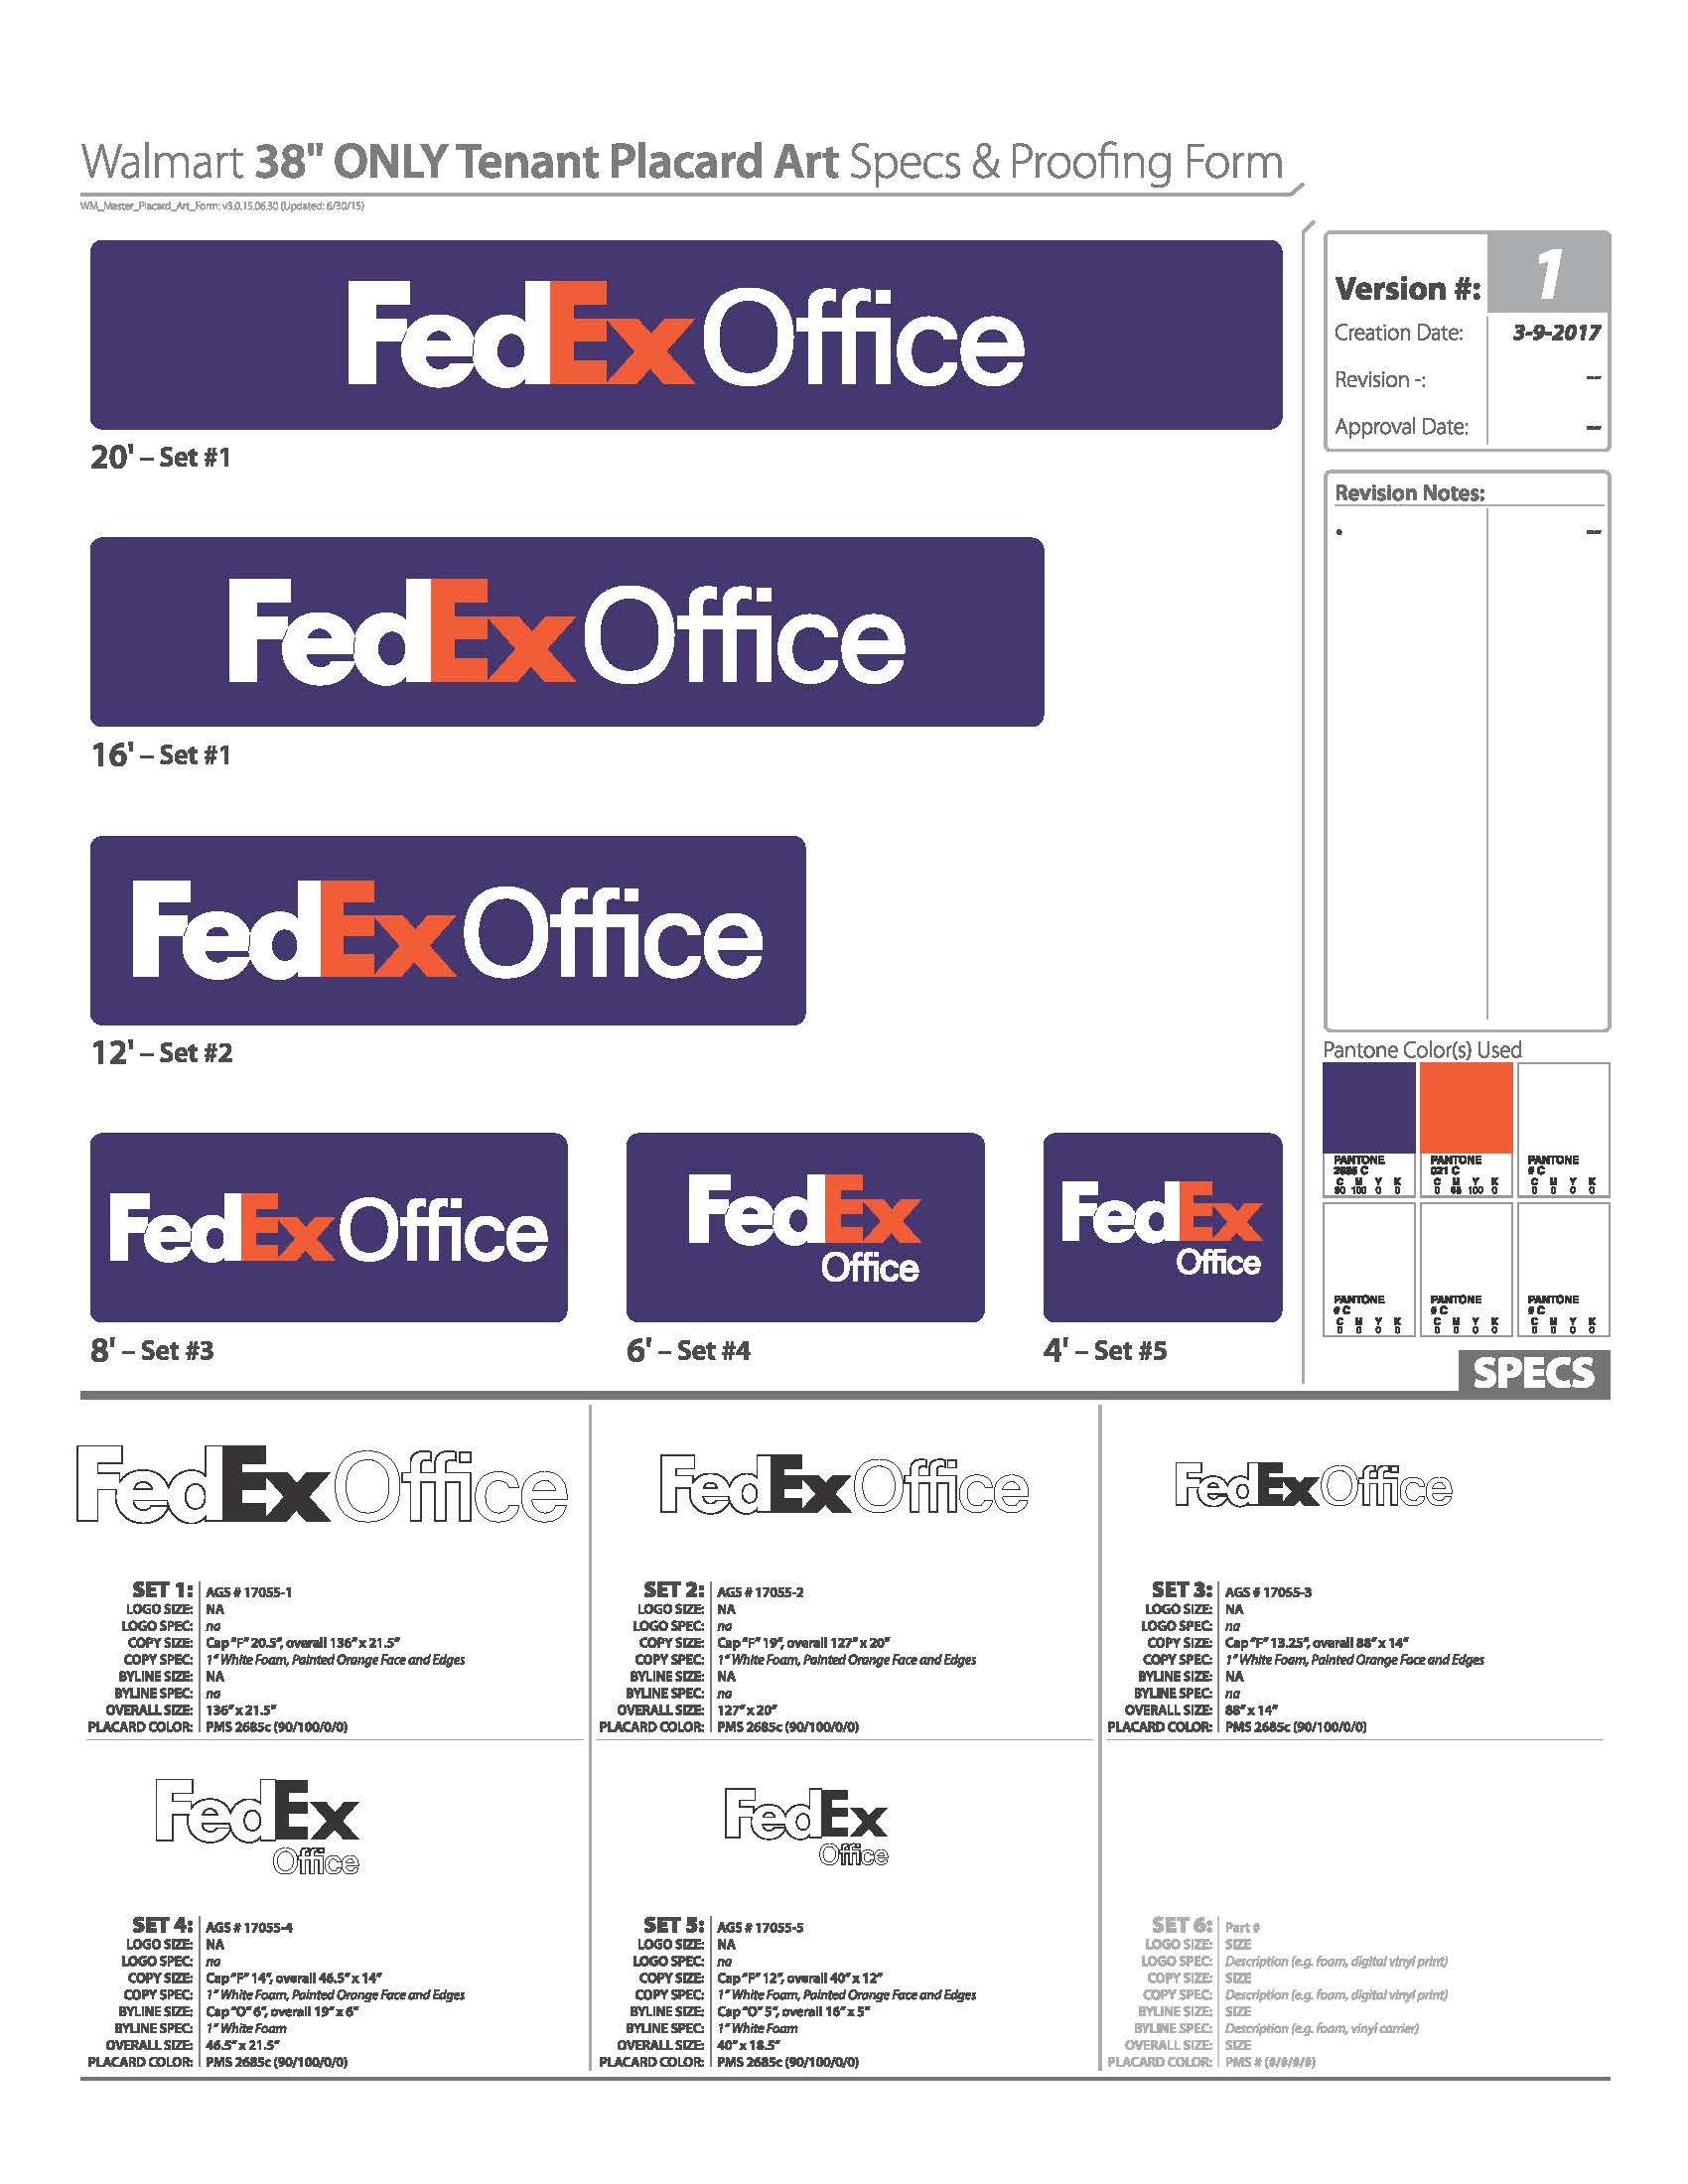 Walmart 38" ONLY Tenant Placard Art Specs & Proofing Form
WM_Master_Placard_Art_Form: v3.0.15.06.30 (Updated: 6/30/15)
FedExOffice
20' – Set #1
FedExOffice
16' – Set #1
FedExOffice
12' – Set #2
FedExOffice
8' – Set #3
FedEx
Office
6' – Set #4
FedEx
Office
4' – Set #5
Version #: 1
Creation Date: 3-9-2017
Revision -: --
Approval Date: --
Revision Notes:
• --
Pantone Color(s) Used
PANTONE
2685 C
C M Y K
90 100 0 0
PANTONE
021 C
C M Y K
0 65 100 0
PANTONE
# C
C M Y K
0 0 0 0
PANTONE
# C
C M Y K
0 0 0 0
PANTONE
# C
C M Y K
0 0 0 0
PANTONE
# C
C M Y K
0 0 0 0
SPECS
FedExOffice
SET 1: AGS # 17055-1
LOGO SIZE: NA
LOGO SPEC: na
COPY SIZE: Cap "F" 20.5", overall 136" x 21.5"
COPY SPEC: 1" White Foam, Painted Orange Face and Edges
BYLINE SIZE: NA
BYLINE SPEC: na
OVERALL SIZE: 136" x 21.5"
PLACARD COLOR: PMS 2685c (90/100/0/0)
FedExOffice
SET 2: AGS # 17055-2
LOGO SIZE: NA
LOGO SPEC: na
COPY SIZE: Cap "F" 19", overall 127" x 20"
COPY SPEC: 1" White Foam, Painted Orange Face and Edges
BYLINE SIZE: NA
BYLINE SPEC: na
OVERALL SIZE: 127" x 20"
PLACARD COLOR: PMS 2685c (90/100/0/0)
FedExOffice
SET 3: AGS # 17055-3
LOGO SIZE: NA
LOGO SPEC: na
COPY SIZE: Cap "F" 13.25", overall 88" x 14"
COPY SPEC: 1" White Foam, Painted Orange Face and Edges
BYLINE SIZE: NA
BYLINE SPEC: na
OVERALL SIZE: 88" x 14"
PLACARD COLOR: PMS 2685c (90/100/0/0)
FedEx
Office
SET 4: AGS # 17055-4
LOGO SIZE: NA
LOGO SPEC: na
COPY SIZE: Cap "F" 14", overall 46.5" x 14"
COPY SPEC: 1" White Foam, Painted Orange Face and Edges
BYLINE SIZE: Cap "O" 6", overall 19" x 6"
BYLINE SPEC: 1" White Foam
OVERALL SIZE: 46.5" x 21.5"
PLACARD COLOR: PMS 2685c (90/100/0/0)
FedEx
Office
SET 5: AGS # 17055-5
LOGO SIZE: NA
LOGO SPEC: na
COPY SIZE: Cap "F" 12", overall 40" x 12"
COPY SPEC: 1" White Foam, Painted Orange Face and Edges
BYLINE SIZE: Cap "O" 5", overall 16" x 5"
BYLINE SPEC: 1" White Foam
OVERALL SIZE: 40" x 18.5"
PLACARD COLOR: PMS 2685c (90/100/0/0)
SET 6: Part #
LOGO SIZE: SIZE
LOGO SPEC: Description (e.g. foam, digital vinyl print)
COPY SIZE: SIZE
COPY SPEC: Description (e.g. foam, digital vinyl print)
BYLINE SIZE: SIZE
BYLINE SPEC: Description (e.g. foam, vinyl carrier)
OVERALL SIZE: SIZE
PLACARD COLOR: PMS # (#/#/#/#)